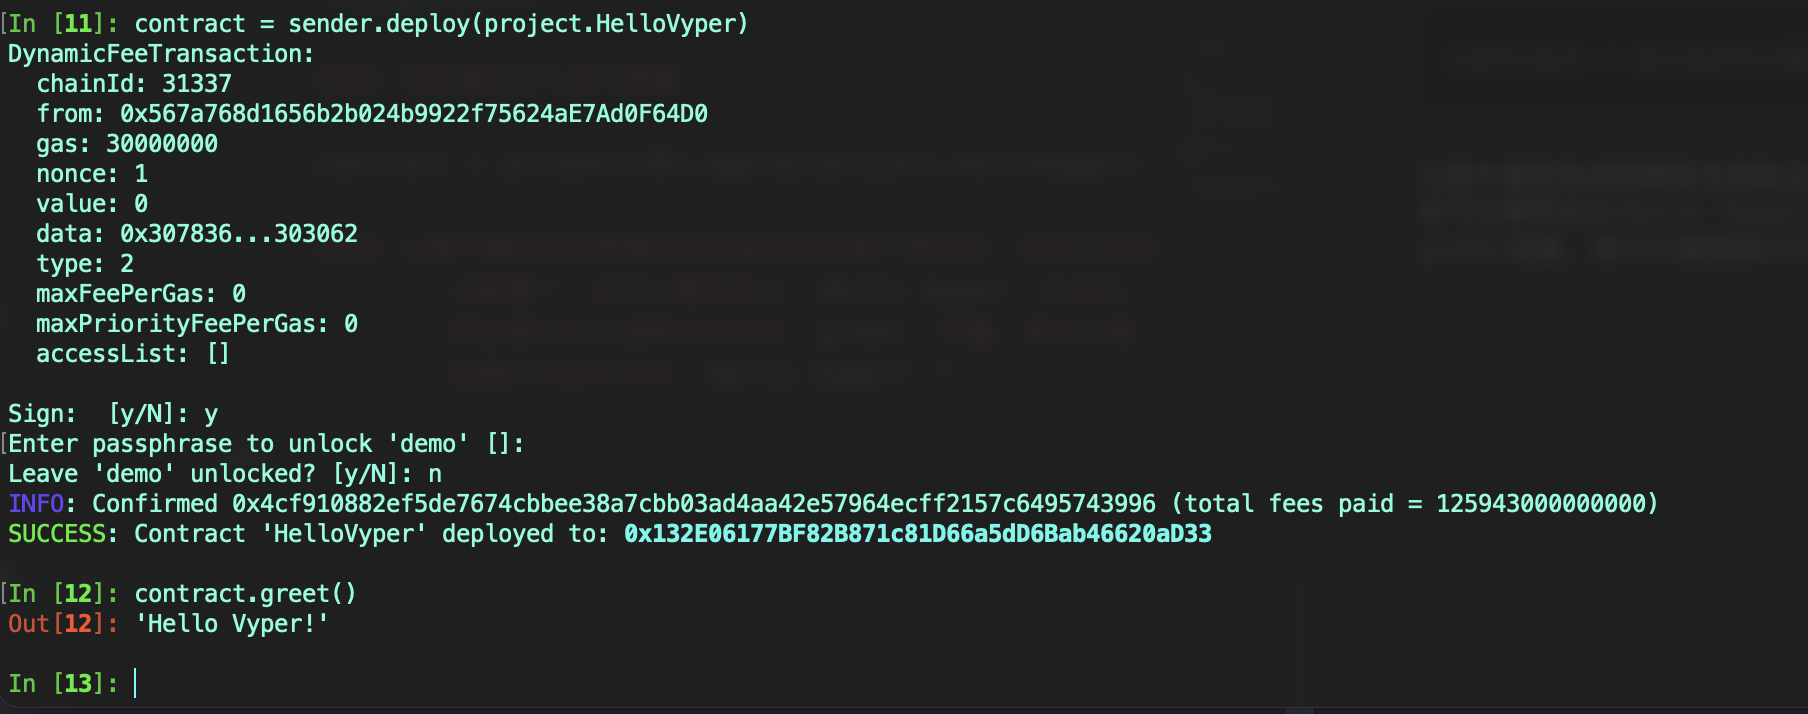 In [11]: contract = sender.deploy(project.HelloVyper)
DynamicFeeTransaction:
chainId: 31337
from: 0x567a768d1656b2b024b9922f75624aE7Ad0F64D0
gas: 30000000
nonce: 1
value: 0
data: 0x307836...303062
type: 2
maxFeePerGas: 0
maxPriorityFeePerGas: 0
accessList: []
Sign:  [y/N]: y
Enter passphrase to unlock 'demo' []:
Leave 'demo' unlocked? [y/N]: n
INFO: Confirmed 0x4cf910882ef5de7674cbbee38a7cbb03ad4aa42e57964ecff2157c6495743996 (total fees paid = 125943000000000)
SUCCESS: Contract 'HelloVyper' deployed to: 0x132E06177BF82B871c81D66a5dD6Bab46620aD33
In [12]: contract.greet()
Out[12]: 'Hello Vyper!'
In [13]: